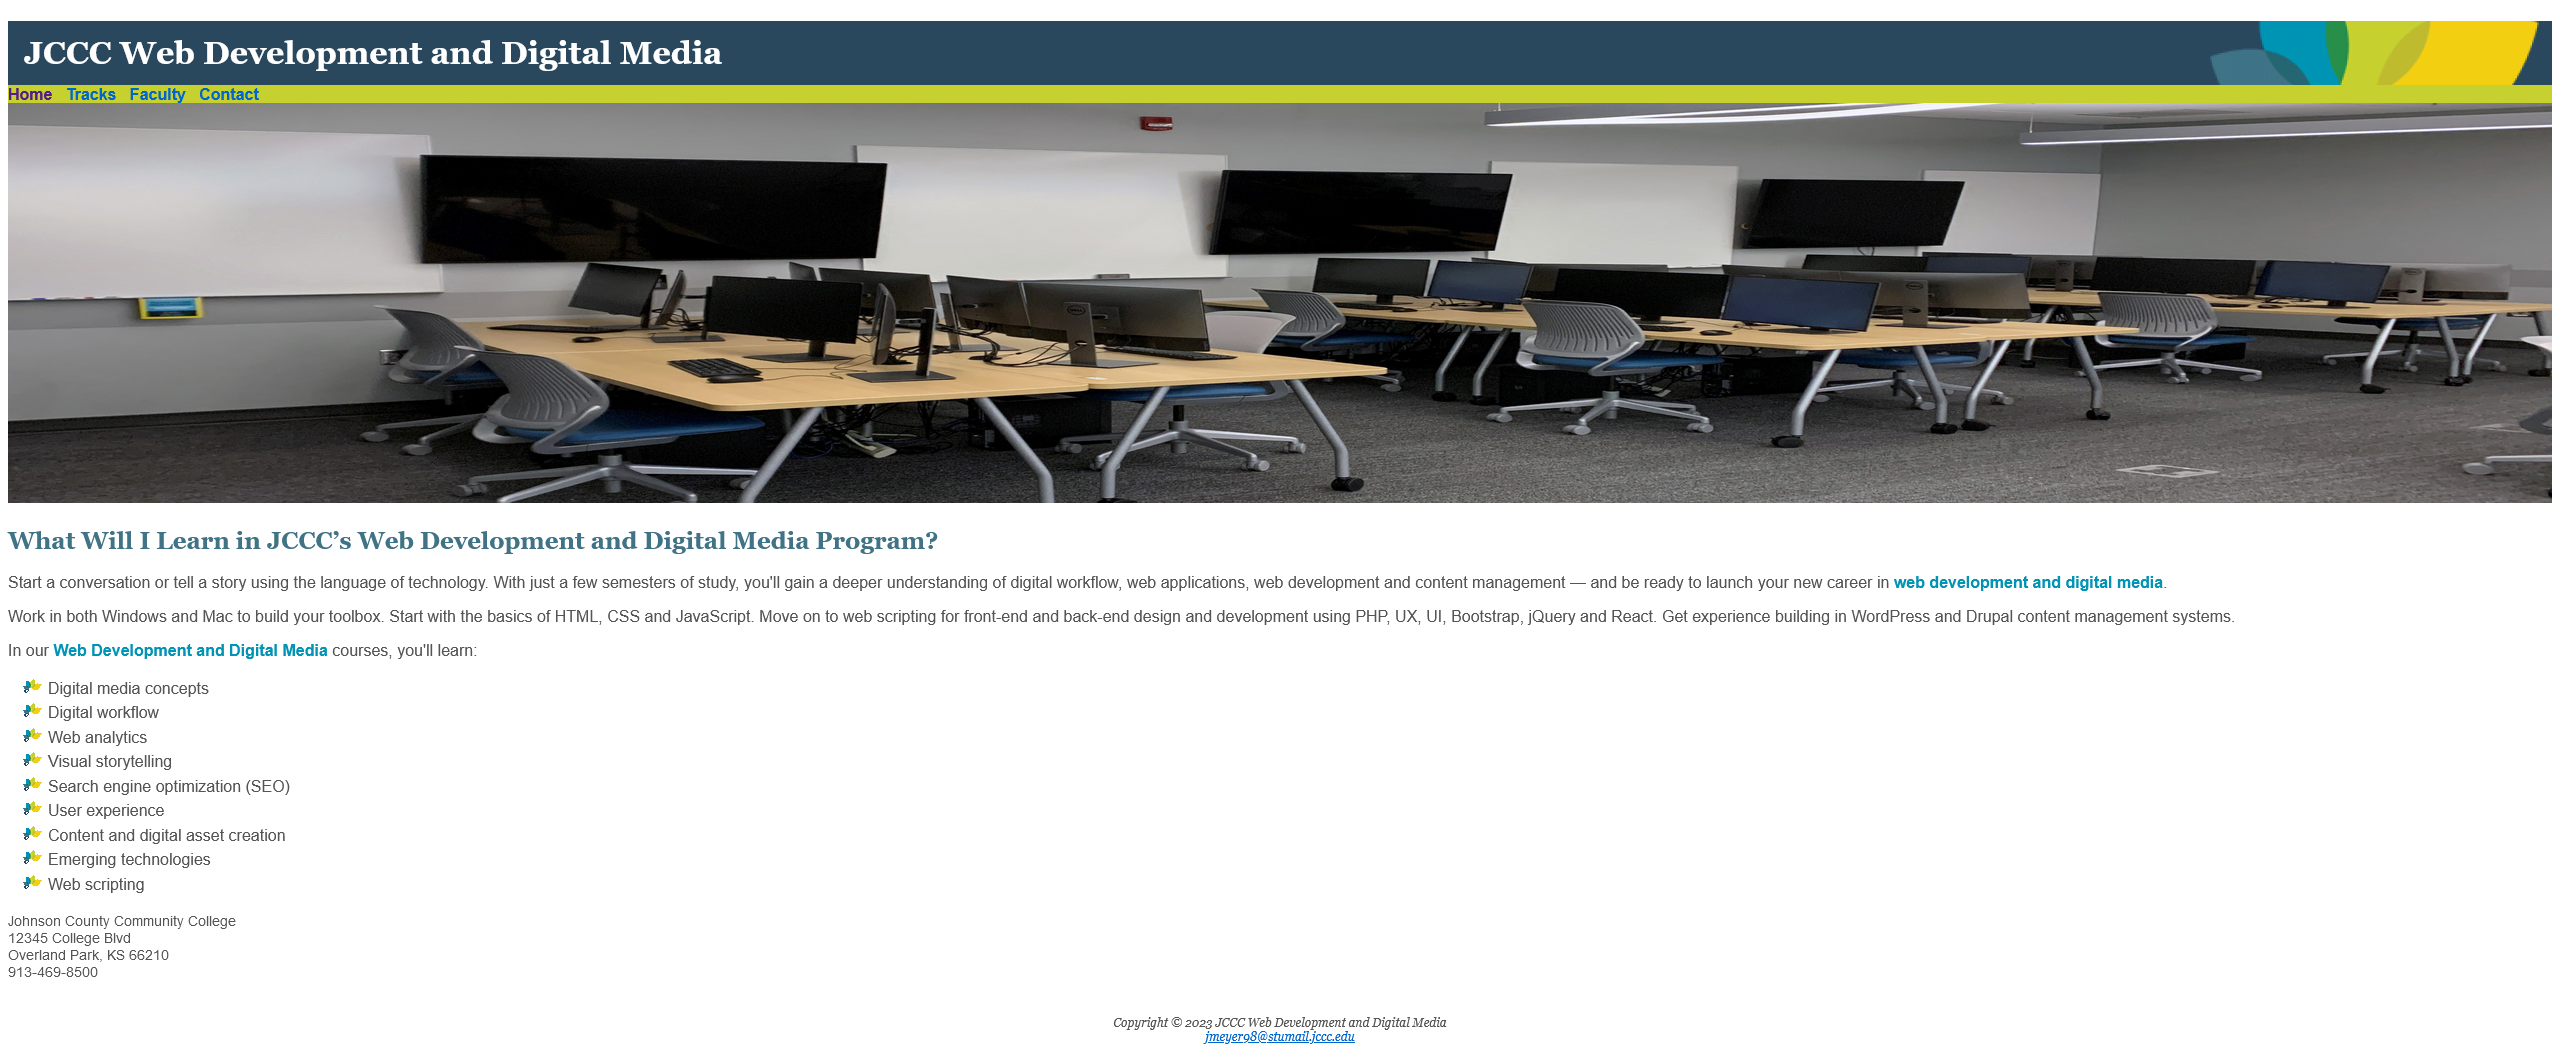 JCCC Web Development and Digital Media
Home Tracks Faculty Contact
What Will I Learn in JCCC’s Web Development and Digital Media Program?
Start a conversation or tell a story using the language of technology. With just a few semesters of study, you'll gain a deeper understanding of digital workflow, web applications, web development and content management — and be ready to launch your new career in web development and digital media.
Work in both Windows and Mac to build your toolbox. Start with the basics of HTML, CSS and JavaScript. Move on to web scripting for front-end and back-end design and development using PHP, UX, UI, Bootstrap, jQuery and React. Get experience building in WordPress and Drupal content management systems.
In our Web Development and Digital Media courses, you'll learn:
Digital media concepts
Digital workflow
Web analytics
Visual storytelling
Search engine optimization (SEO)
User experience
Content and digital asset creation
Emerging technologies
Web scripting
Johnson County Community College
12345 College Blvd
Overland Park, KS 66210
913-469-8500
Copyright © 2023 JCCC Web Development and Digital Media
jmeyer98@stumail.jccc.edu